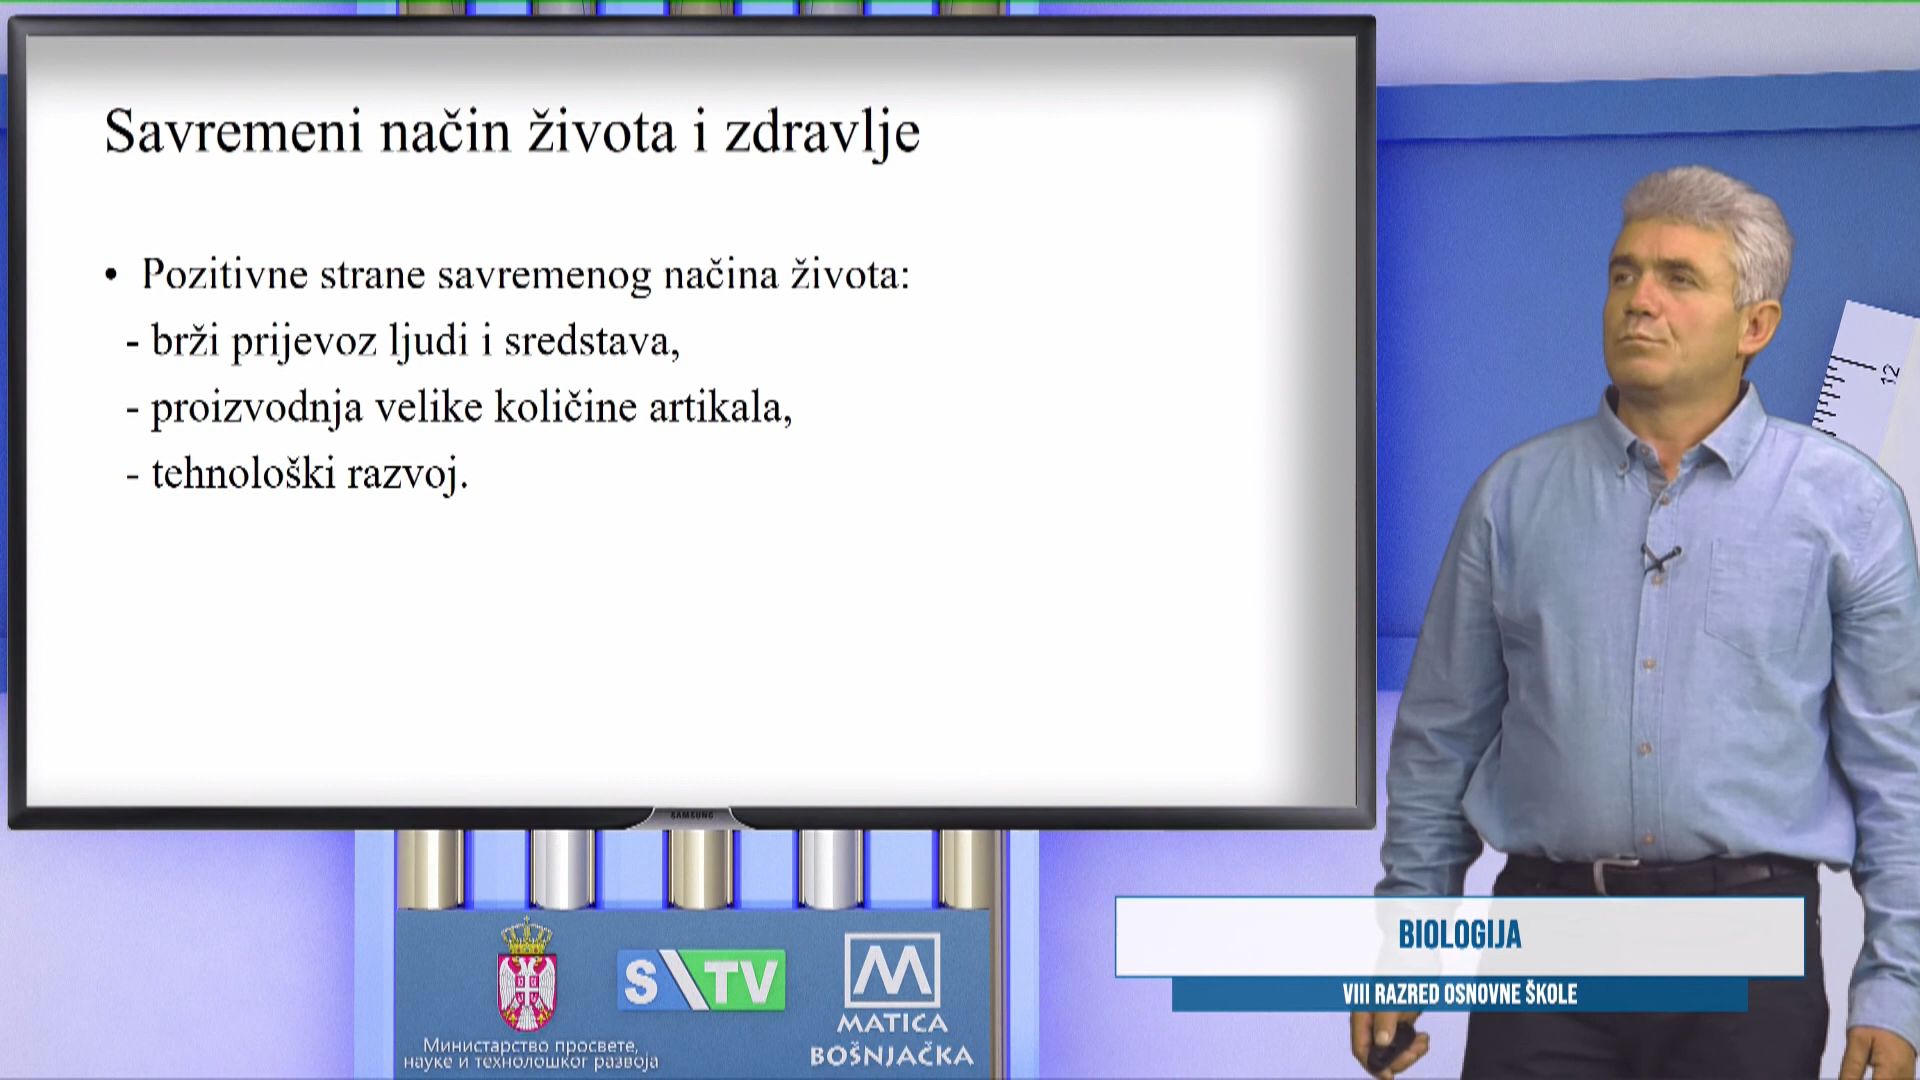 Savremeni način života i zdravlje
• Pozitivne strane savremenog načina života:
- brži prijevoz ljudi i sredstava,
- proizvodnja velike količine artikala,
- tehnološki razvoj.
SAMSUNG
12
BIOLOGIJA
VIII RAZRED OSNOVNE ŠKOLE
Министарство просвете,
науке и технолошког развоја
S TV
MATICA
BOŠNJAČKA